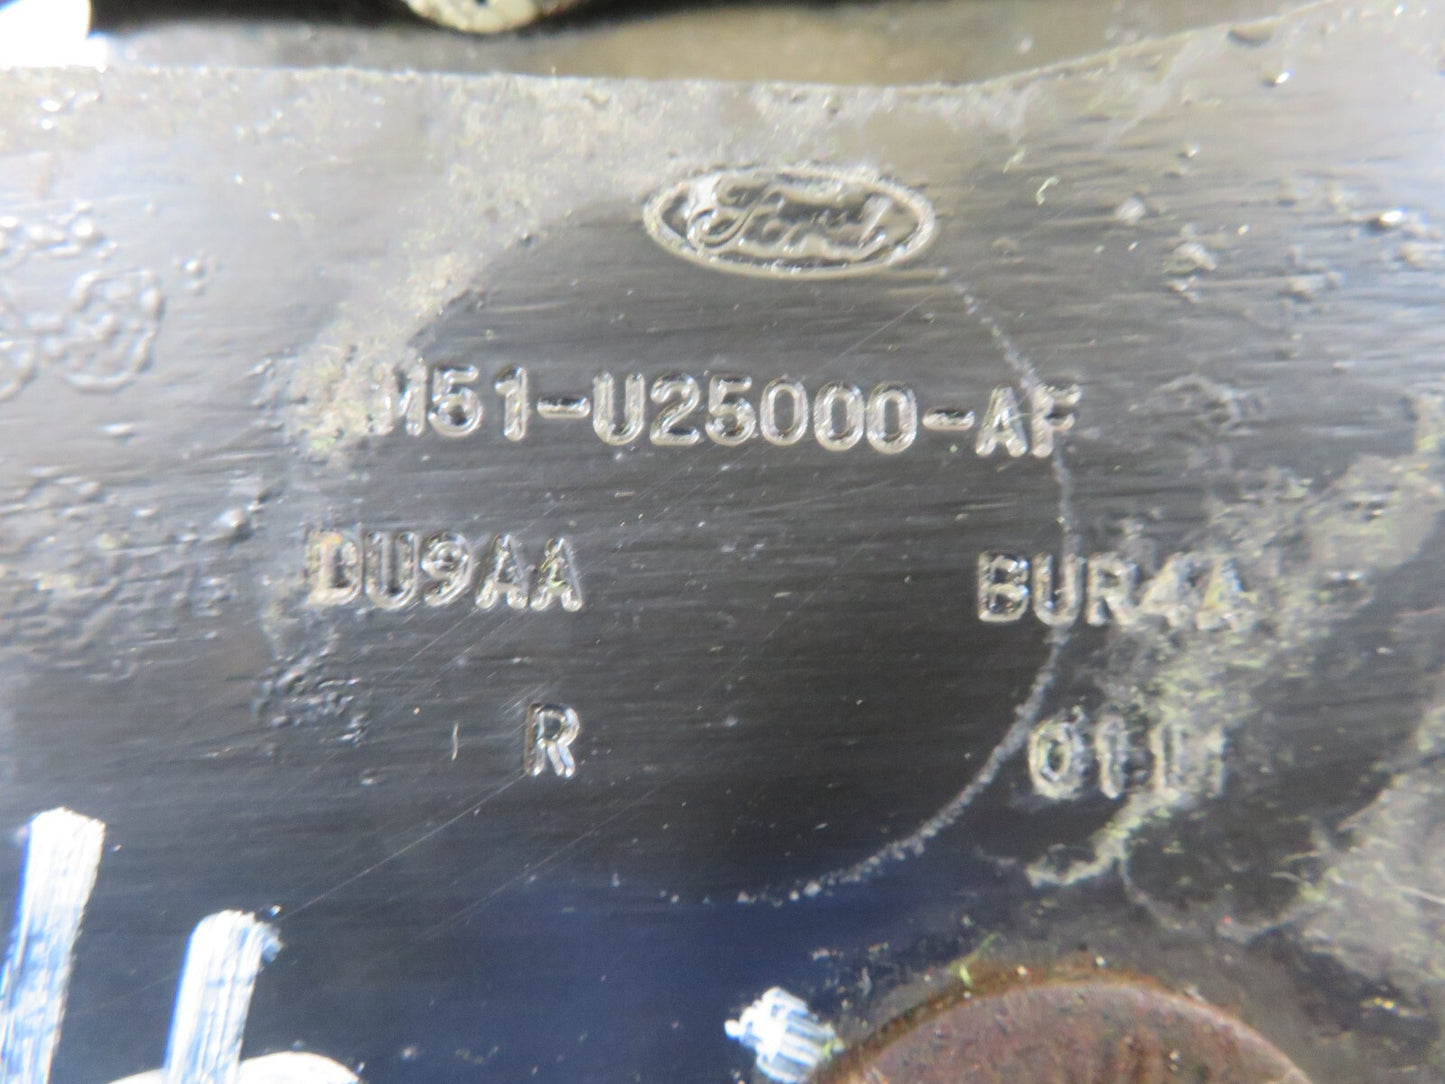 Ford
M51-U25000-AF
DU9AA BUR4A
R